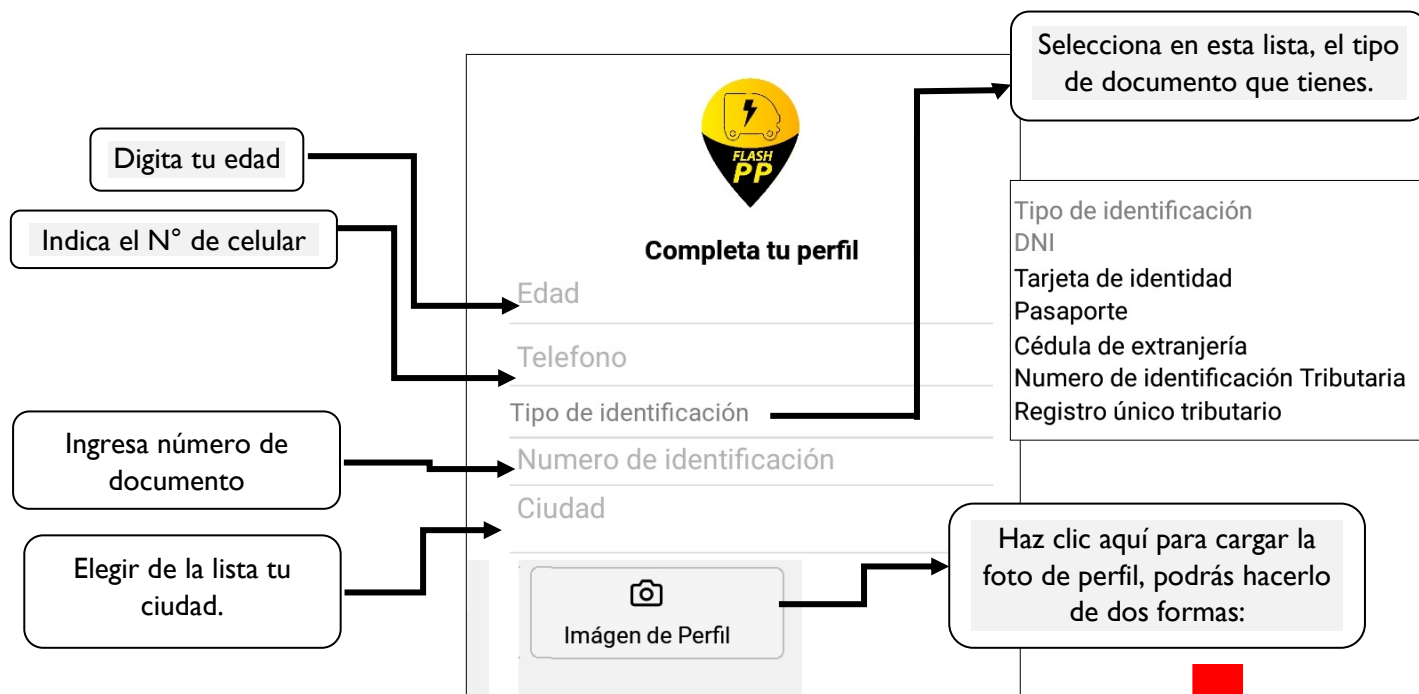 Selecciona en esta lista, el tipo
de documento que tienes.
FLASH
PP
Digita tu edad
Indica el N° de celular
Completa tu perfil
Edad
Telefono
Tipo de identificación
Numero de identificación
Ciudad
Imágen de Perfil
Tipo de identificación
DNI
Tarjeta de identidad
Pasaporte
Cédula de extranjería
Numero de identificación Tributaria
Registro único tributario
Ingresa número de
documento
Elegir de la lista tu
ciudad.
Haz clic aquí para cargar la
foto de perfil, podrás hacerlo
de dos formas: